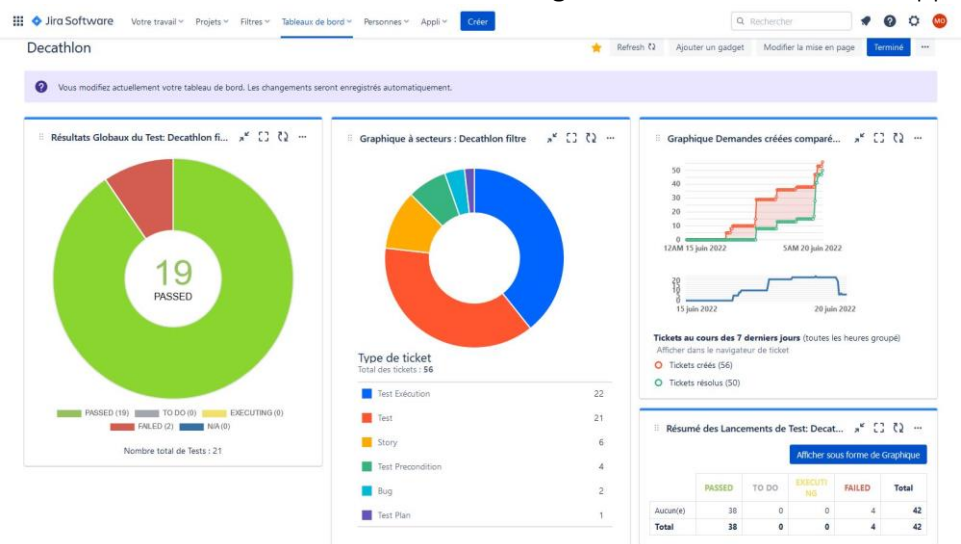 Jira Software
Votre travail
Projets
Filtres
Tableaux de bord
Personnes
Appli
Créer
Rechercher
MO
Decathlon
Refresh
Ajouter un gadget
Modifier la mise en page
Terminé
Vous modifiez actuellement votre tableau de bord. Les changements seront enregistrés automatiquement.
Résultats Globaux du Test: Decathlon fi...
19
PASSED
PASSED (19)
TO DO (0)
EXECUTING (0)
FAILED (2)
N/A (0)
Nombre total de Tests : 21
Graphique à secteurs : Decathlon filtre
Type de ticket
Total des tickets : 56
Test Exécution 22
Test 21
Story 6
Test Precondition 4
Bug 2
Test Plan 1
Graphique Demandes créées comparé...
50
40
30
20
10
0
12AM 15 juin 2022
5AM 20 juin 2022
20
15
10
5
0
15 juin 2022
20 juin 2022
Tickets au cours des 7 derniers jours (toutes les heures groupé)
Afficher dans le navigateur de ticket
Tickets créés (56)
Tickets résolus (50)
Résumé des Lancements de Test: Decat...
Afficher sous forme de Graphique
PASSED TO DO EXECUTING FAILED Total
Aucun(e) 38 0 0 4 42
Total 38 0 0 4 42